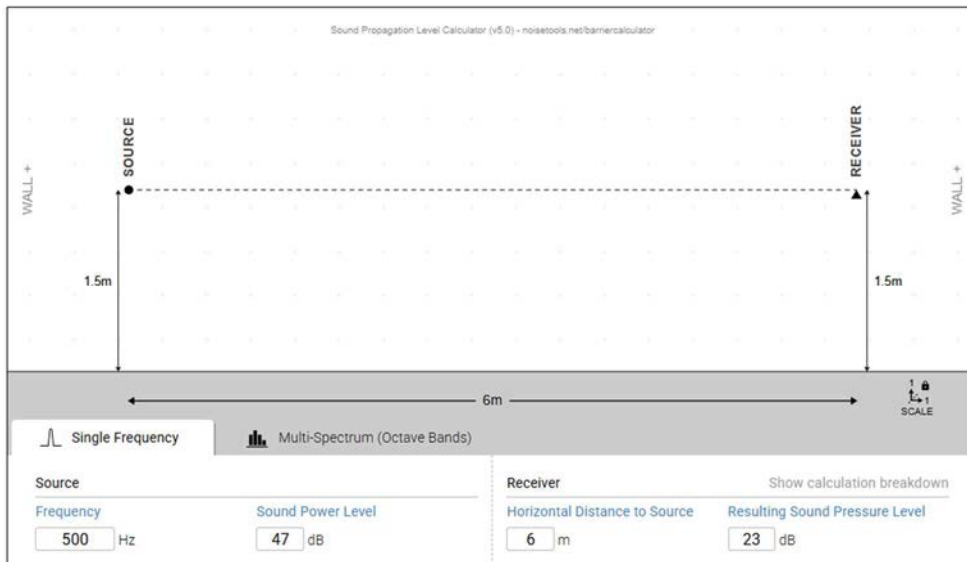 Sound Propagation Level Calculator (v5.0) - noisetools.net/barriercalculator
WALL +
SOURCE
RECEIVER
WALL +
1.5m
1.5m
6m
1
1
SCALE
Single Frequency
Multi-Spectrum (Octave Bands)
Source
Receiver
Show calculation breakdown
Frequency
Sound Power Level
Horizontal Distance to Source
Resulting Sound Pressure Level
500 Hz
47 dB
6 m
23 dB